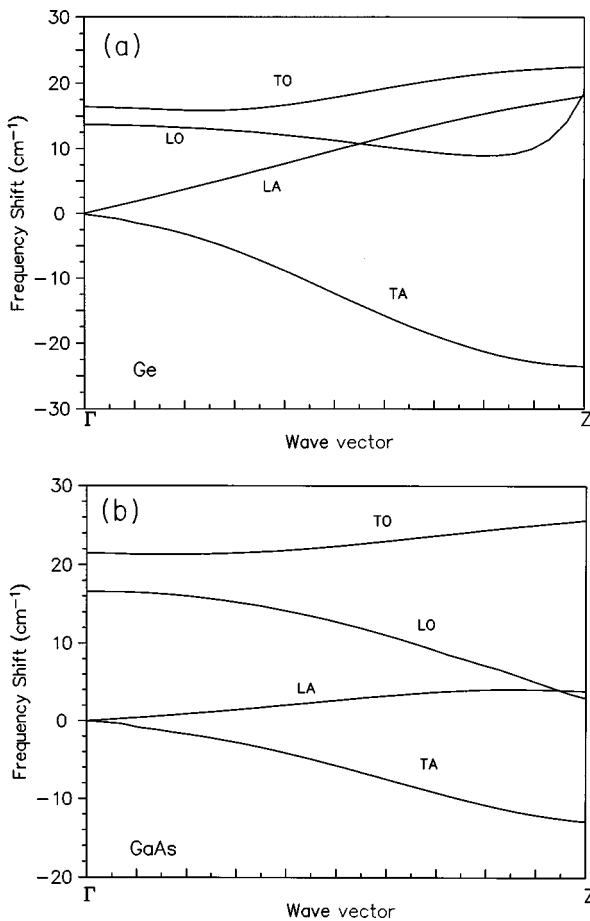 (a)
30
20
10
0
−10
−20
−30
Frequency Shift (cm⁻¹)
TO
LO
LA
TA
Ge
Γ
Z
Wave vector
(b)
30
20
10
0
−10
−20
Frequency Shift (cm⁻¹)
TO
LO
LA
TA
GaAs
Γ
Z
Wave vector